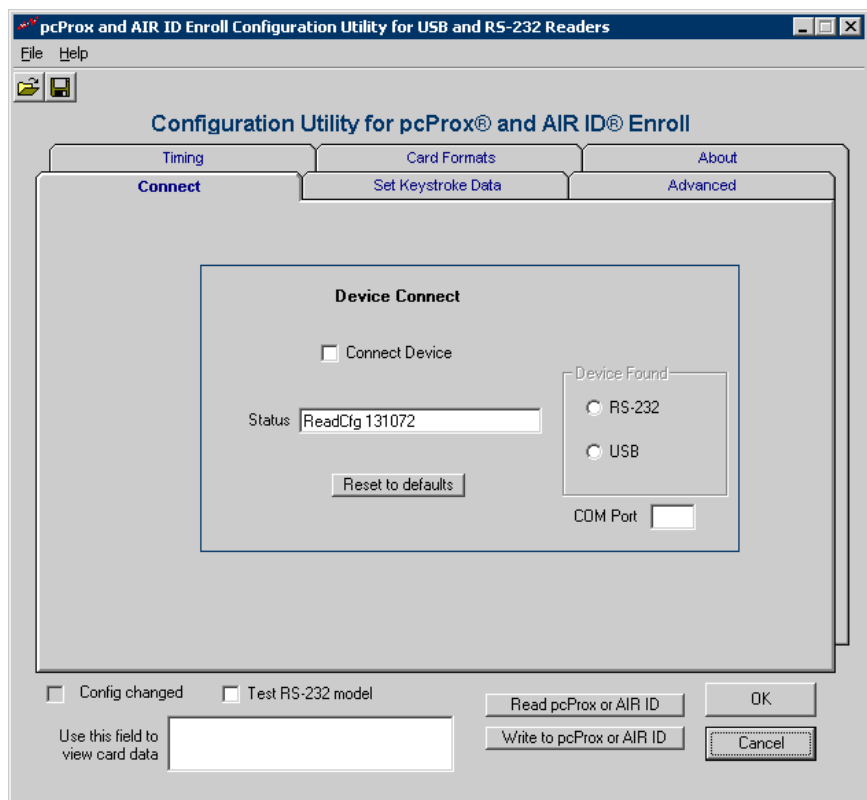 pcProx and AIR ID Enroll Configuration Utility for USB and RS-232 Readers
File Help
Configuration Utility for pcProx® and AIR ID® Enroll
Timing Card Formats About
Connect Set Keystroke Data Advanced
Device Connect
Connect Device
Device Found
RS-232
Status ReadCfg 131072
USB
Reset to defaults
COM Port
Config changed Test RS-232 model
Read pcProx or AIR ID OK
Use this field to
view card data
Write to pcProx or AIR ID Cancel